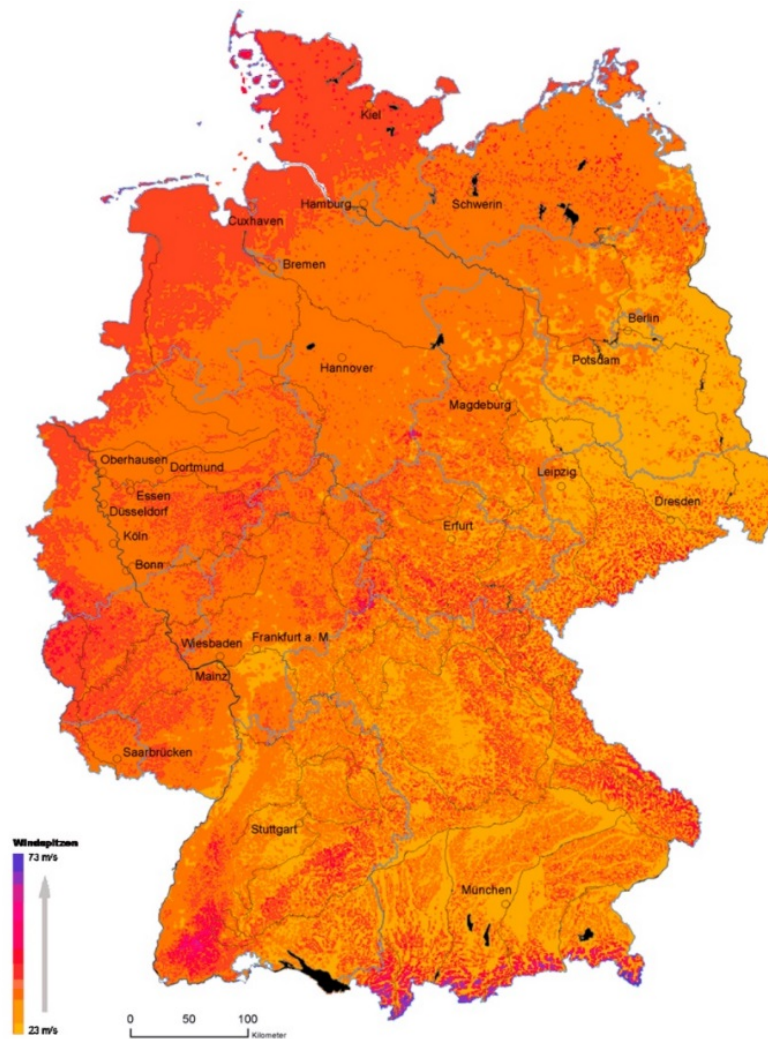 Kiel
Hamburg
Schwerin
Cuxhaven
Bremen
Berlin
Hannover
Potsdam
Magdeburg
Oberhausen
Dortmund
Leipzig
Essen
Düsseldorf
Dresden
Erfurt
Köln
Bonn
Wiesbaden
Frankfurt a. M.
Mainz
Saarbrücken
Stuttgart
München
Windspitzen
73 m/s
23 m/s
0 50 100
Kilometer